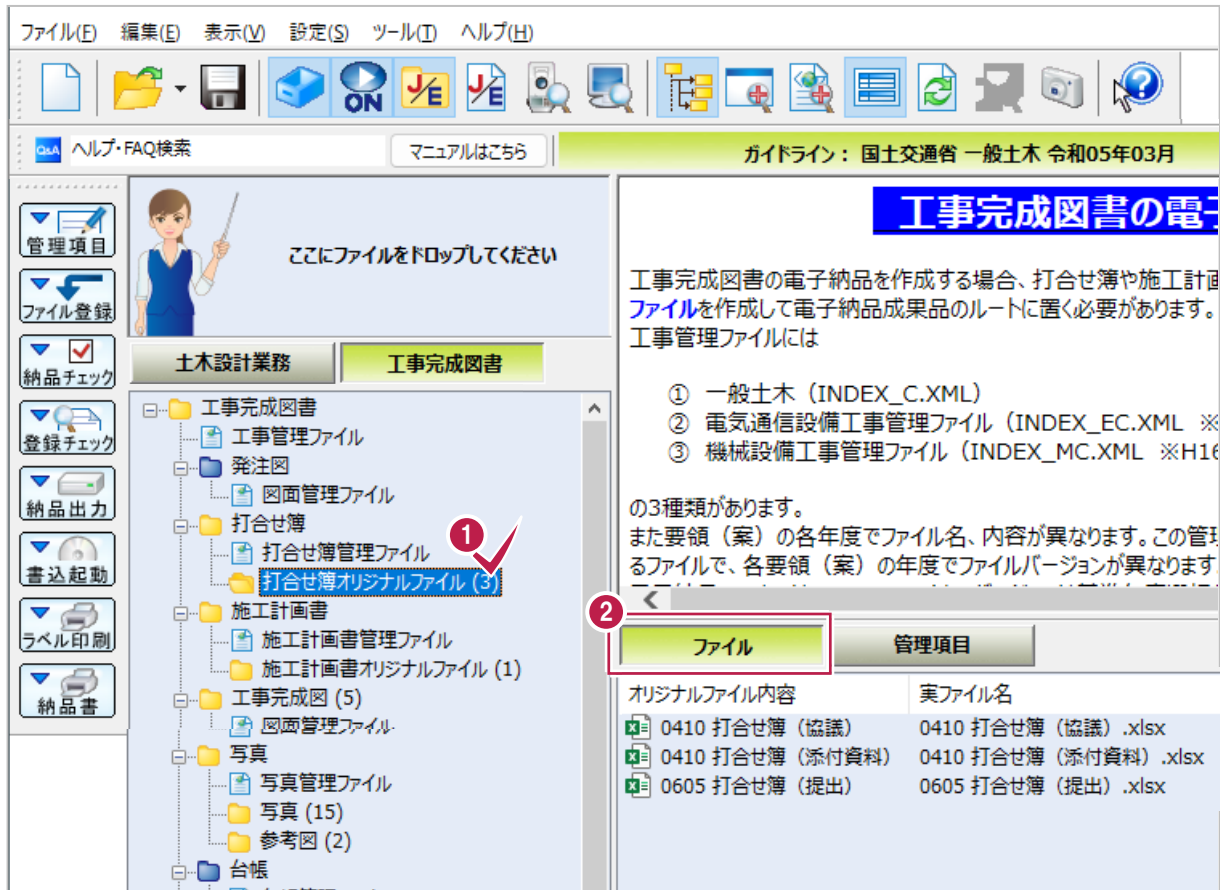 ファイル(F) 編集(E) 表示(V) 設定(S) ツール(T) ヘルプ(H)
ON J/E J/E
Q&A ヘルプ・FAQ検索 マニュアルはこちら ガイドライン： 国土交通省 一般土木 令和05年03月
管理項目
ファイル登録
納品チェック
登録チェック
納品出力
書込起動
ラベル印刷
納品書
ここにファイルをドロップしてください
土木設計業務 工事完成図書
工事完成図書
工事管理ファイル
発注図
図面管理ファイル
打合せ簿
打合せ簿管理ファイル
1
打合せ簿オリジナルファイル (3)
施工計画書
施工計画書管理ファイル
施工計画書オリジナルファイル (1)
工事完成図 (5)
図面管理ファイル
写真
写真管理ファイル
写真 (15)
参考図 (2)
台帳
工事完成図書の電
工事完成図書の電子納品を作成する場合、打合せ簿や施工計
ファイルを作成して電子納品成果品のルートに置く必要があります。
工事管理ファイルには
① 一般土木（INDEX_C.XML）
② 電気通信設備工事管理ファイル（INDEX_EC.XML ※
③ 機械設備工事管理ファイル（INDEX_MC.XML ※H16
の3種類があります。
また要領（案）の各年度でファイル名、内容が異なります。この管
るファイルで、各要領（案）の年度でファイルバージョンが異なります
2
ファイル 管理項目
オリジナルファイル内容 実ファイル名
0410 打合せ簿（協議） 0410 打合せ簿（協議）.xlsx
0410 打合せ簿（添付資料） 0410 打合せ簿（添付資料）.xlsx
0605 打合せ簿（提出） 0605 打合せ簿（提出）.xlsx